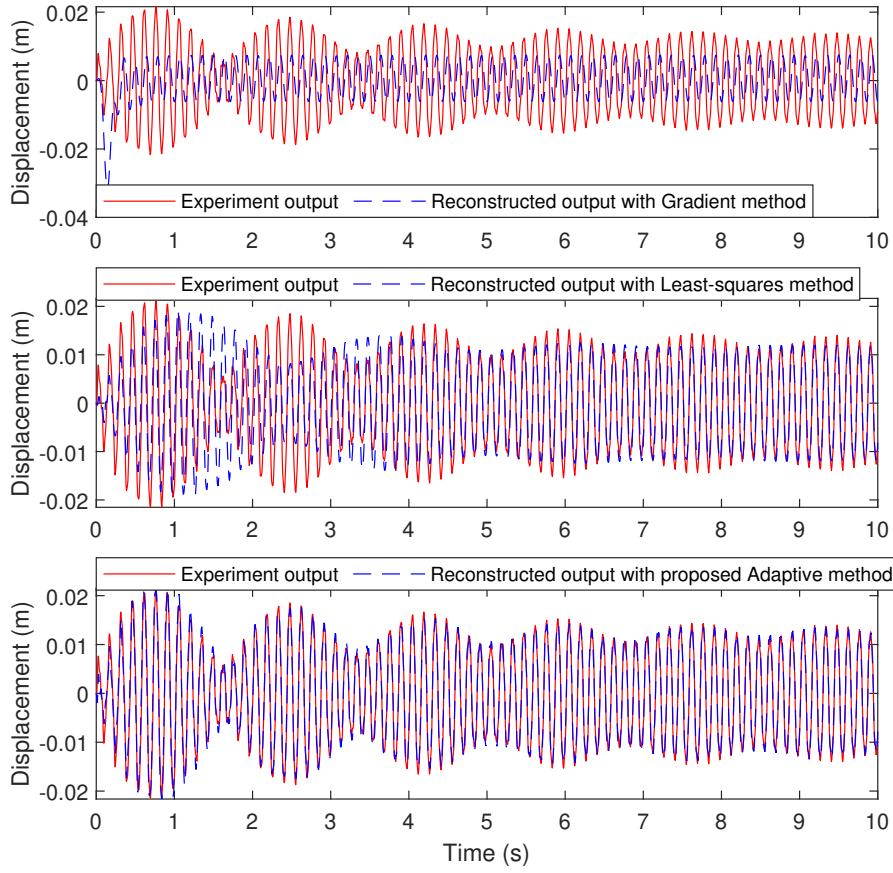 0.02
0
-0.02
-0.04
Displacement (m)
Experiment output
Reconstructed output with Gradient method
0 1 2 3 4 5 6 7 8 9 10
Experiment output
Reconstructed output with Least-squares method
0.02
0.01
0
-0.01
-0.02
Displacement (m)
0 1 2 3 4 5 6 7 8 9 10
Experiment output
Reconstructed output with proposed Adaptive method
0.02
0.01
0
-0.01
-0.02
Displacement (m)
0 1 2 3 4 5 6 7 8 9 10
Time (s)